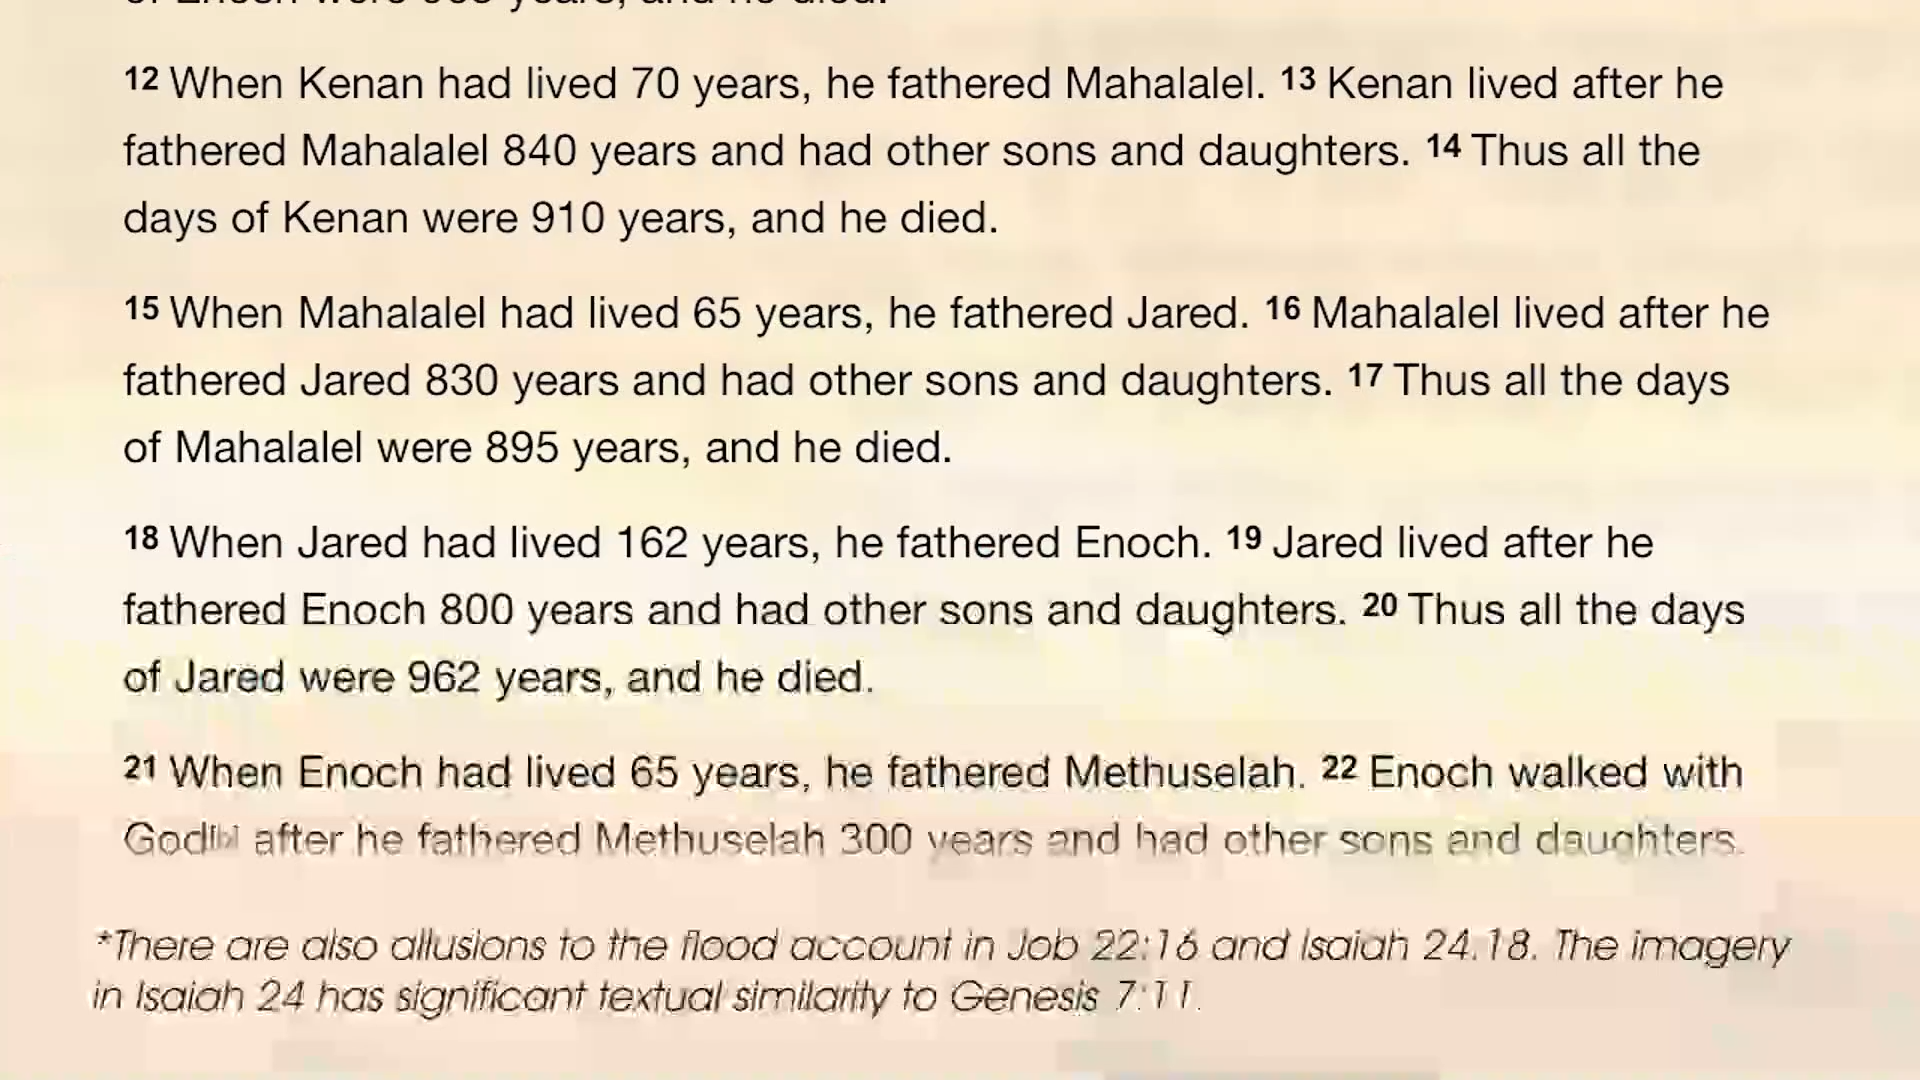 of Enosh were 905 years, and he died.
12 When Kenan had lived 70 years, he fathered Mahalalel. 13 Kenan lived after he
fathered Mahalalel 840 years and had other sons and daughters. 14 Thus all the
days of Kenan were 910 years, and he died.
15 When Mahalalel had lived 65 years, he fathered Jared. 16 Mahalalel lived after he
fathered Jared 830 years and had other sons and daughters. 17 Thus all the days
of Mahalalel were 895 years, and he died.
18 When Jared had lived 162 years, he fathered Enoch. 19 Jared lived after he
fathered Enoch 800 years and had other sons and daughters. 20 Thus all the days
of Jared were 962 years, and he died.
21 When Enoch had lived 65 years, he fathered Methuselah. 22 Enoch walked with
God[b] after he fathered Methuselah 300 years and had other sons and daughters.
*There are also allusions to the flood account in Job 22:16 and Isaiah 24:18. The imagery
in Isaiah 24 has significant textual similarity to Genesis 7:11.